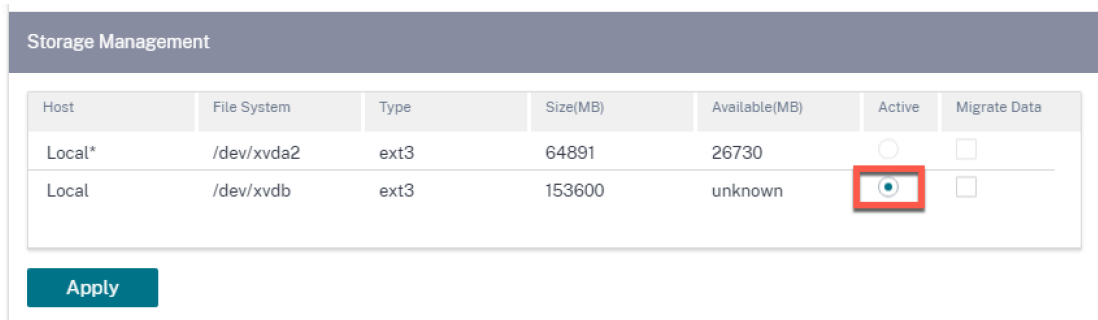 Storage Management
Host File System Type Size(MB) Available(MB) Active Migrate Data
Local* /dev/xvda2 ext3 64891 26730
Local /dev/xvdb ext3 153600 unknown
Apply